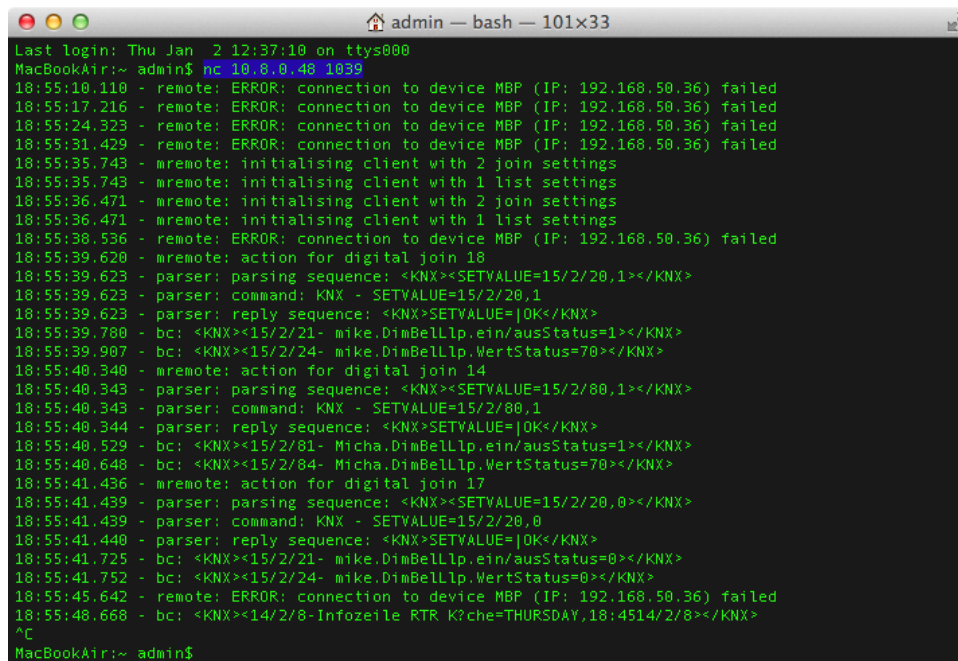 admin — bash — 101×33
Last login: Thu Jan  2 12:37:10 on ttys000
MacBookAir:~ admin$ nc 10.8.0.48 1039
18:55:10.110 - remote: ERROR: connection to device MBP (IP: 192.168.50.36) failed
18:55:17.216 - remote: ERROR: connection to device MBP (IP: 192.168.50.36) failed
18:55:24.323 - remote: ERROR: connection to device MBP (IP: 192.168.50.36) failed
18:55:31.429 - remote: ERROR: connection to device MBP (IP: 192.168.50.36) failed
18:55:35.743 - mremote: initialising client with 2 join settings
18:55:35.743 - mremote: initialising client with 1 list settings
18:55:36.471 - mremote: initialising client with 2 join settings
18:55:36.471 - mremote: initialising client with 1 list settings
18:55:38.536 - remote: ERROR: connection to device MBP (IP: 192.168.50.36) failed
18:55:39.620 - mremote: action for digital join 18
18:55:39.623 - parser: parsing sequence: <KNX><SETVALUE=15/2/20,1></KNX>
18:55:39.623 - parser: command: KNX - SETVALUE=15/2/20,1
18:55:39.623 - parser: reply sequence: <KNX>SETVALUE=|OK</KNX>
18:55:39.780 - bc: <KNX><15/2/21- mike.DimBelLlp.ein/ausStatus=1></KNX>
18:55:39.907 - bc: <KNX><15/2/24- mike.DimBelLlp.WertStatus=70></KNX>
18:55:40.340 - mremote: action for digital join 14
18:55:40.343 - parser: parsing sequence: <KNX><SETVALUE=15/2/80,1></KNX>
18:55:40.343 - parser: command: KNX - SETVALUE=15/2/80,1
18:55:40.344 - parser: reply sequence: <KNX>SETVALUE=|OK</KNX>
18:55:40.529 - bc: <KNX><15/2/81- Micha.DimBelLlp.ein/ausStatus=1></KNX>
18:55:40.648 - bc: <KNX><15/2/84- Micha.DimBelLlp.WertStatus=70></KNX>
18:55:41.436 - mremote: action for digital join 17
18:55:41.439 - parser: parsing sequence: <KNX><SETVALUE=15/2/20,0></KNX>
18:55:41.439 - parser: command: KNX - SETVALUE=15/2/20,0
18:55:41.440 - parser: reply sequence: <KNX>SETVALUE=|OK</KNX>
18:55:41.725 - bc: <KNX><15/2/21- mike.DimBelLlp.ein/ausStatus=0></KNX>
18:55:41.752 - bc: <KNX><15/2/24- mike.DimBelLlp.WertStatus=0></KNX>
18:55:45.642 - remote: ERROR: connection to device MBP (IP: 192.168.50.36) failed
18:55:48.668 - bc: <KNX><14/2/8-Infozeile RTR K?che=THURSDAY,18:4514/2/8></KNX>
^C
MacBookAir:~ admin$